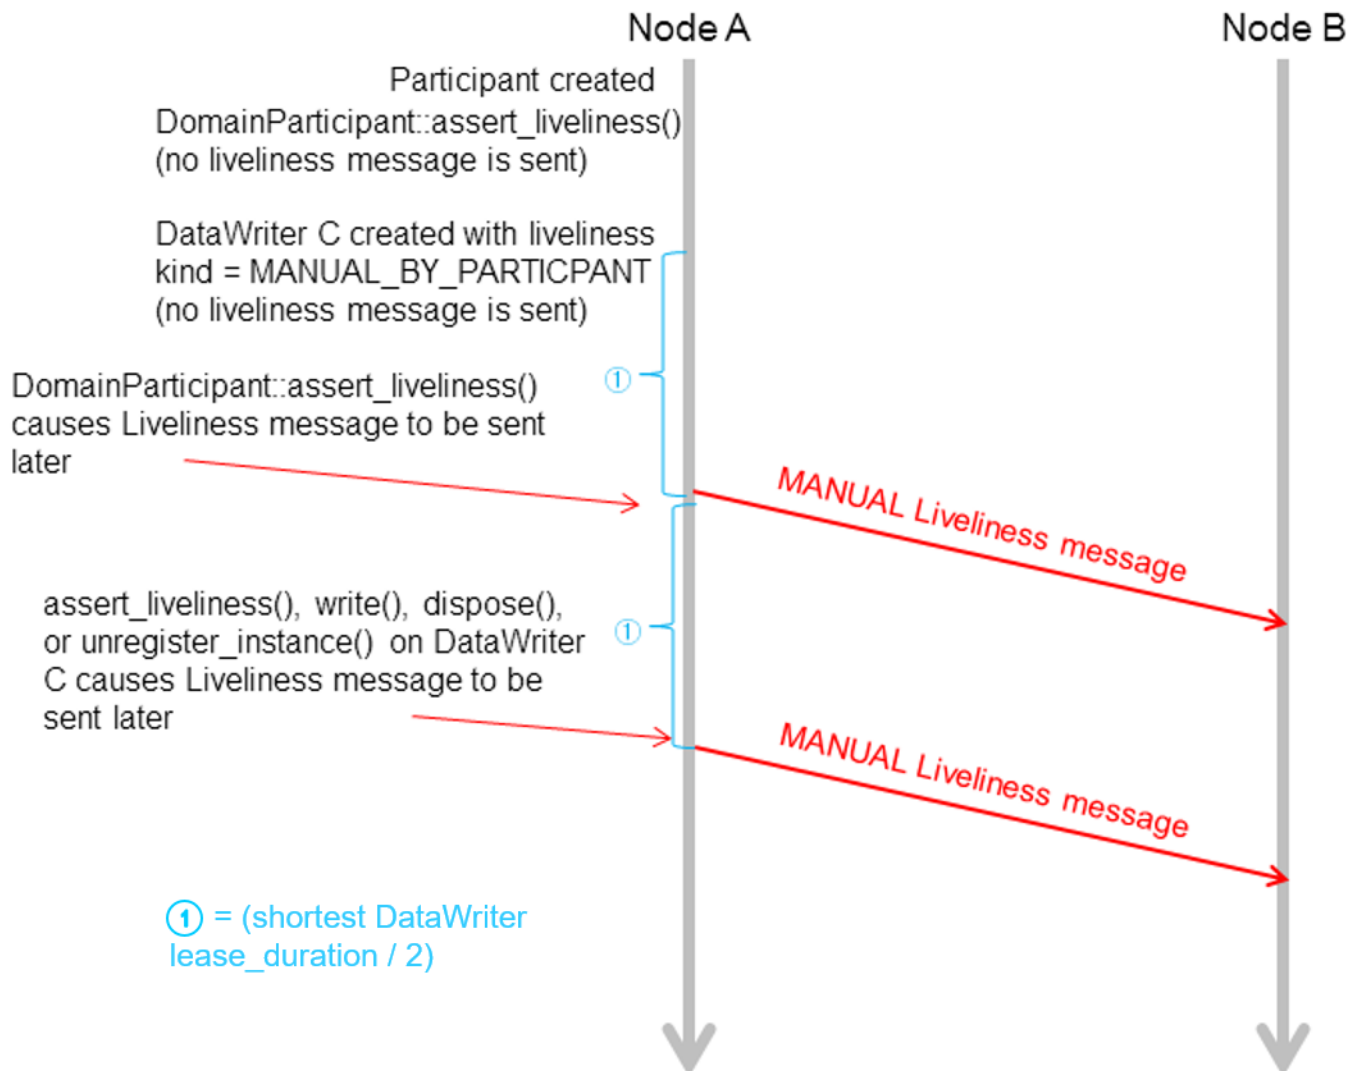 Node A
Node B
Participant created
DomainParticipant::assert_liveliness()
(no liveliness message is sent)
DataWriter C created with liveliness
kind = MANUAL_BY_PARTICPANT
(no liveliness message is sent)
①
DomainParticipant::assert_liveliness()
causes Liveliness message to be sent
later
MANUAL Liveliness message
assert_liveliness(), write(), dispose(),
or unregister_instance() on DataWriter
C causes Liveliness message to be
sent later
①
MANUAL Liveliness message
① = (shortest DataWriter
lease_duration / 2)